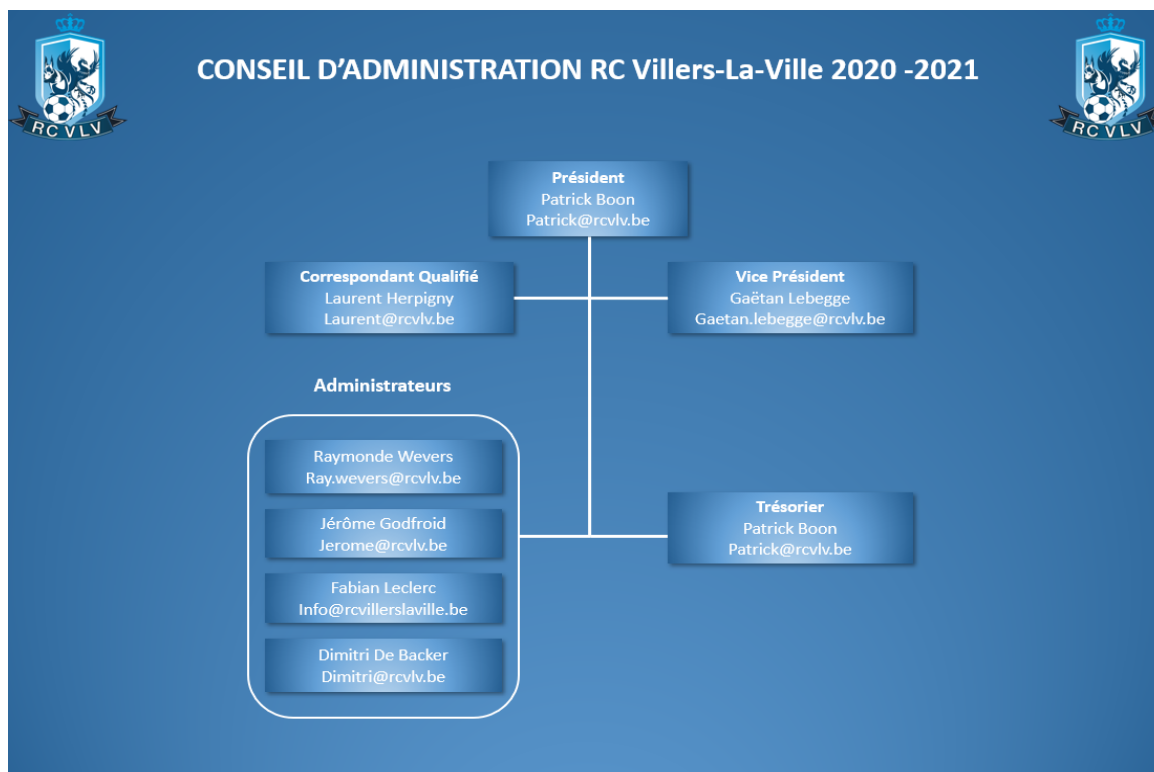 CONSEIL D’ADMINISTRATION RC Villers-La-Ville 2020 -2021
RC VLV
RC VLV
Président
Patrick Boon
Patrick@rcvlv.be
Correspondant Qualifié
Laurent Herpigny
Laurent@rcvlv.be
Vice Président
Gaëtan Lebegge
Gaetan.lebegge@rcvlv.be
Administrateurs
Raymonde Wevers
Ray.wevers@rcvlv.be
Jérôme Godfroid
Jerome@rcvlv.be
Fabian Leclerc
Info@rcvillerslaville.be
Dimitri De Backer
Dimitri@rcvlv.be
Trésorier
Patrick Boon
Patrick@rcvlv.be